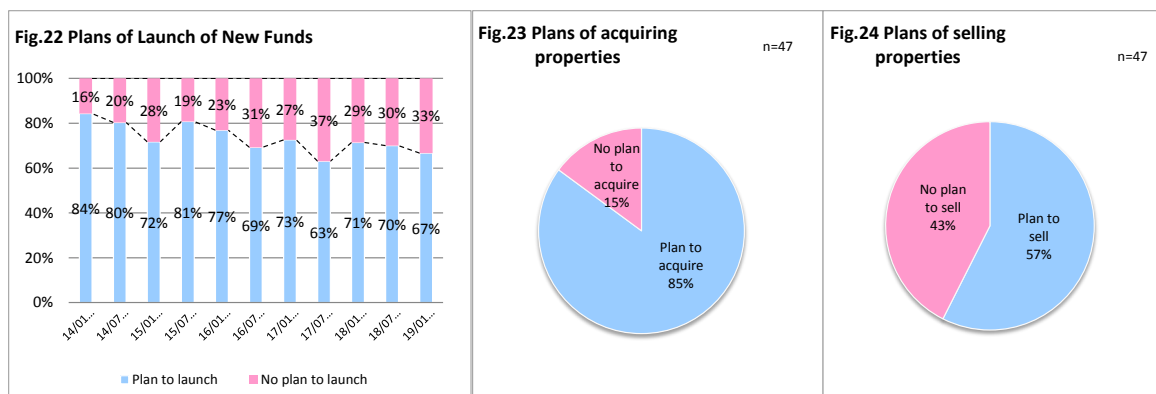 Fig.22 Plans of Launch of New Funds
100%
80%
60%
40%
20%
0%
16% 20% 28% 19% 23% 31% 27% 37% 29% 30% 33%
84% 80% 72% 81% 77% 69% 73% 63% 71% 70% 67%
14/01... 14/07... 15/01... 15/07... 16/01... 16/07... 17/01... 17/07... 18/01... 18/07... 19/01...
Plan to launch No plan to launch
Fig.23 Plans of acquiring
properties
n=47
No plan
to
acquire
15%
Plan to
acquire
85%
Fig.24 Plans of selling
properties
n=47
No plan
to sell
43%
Plan to
sell
57%